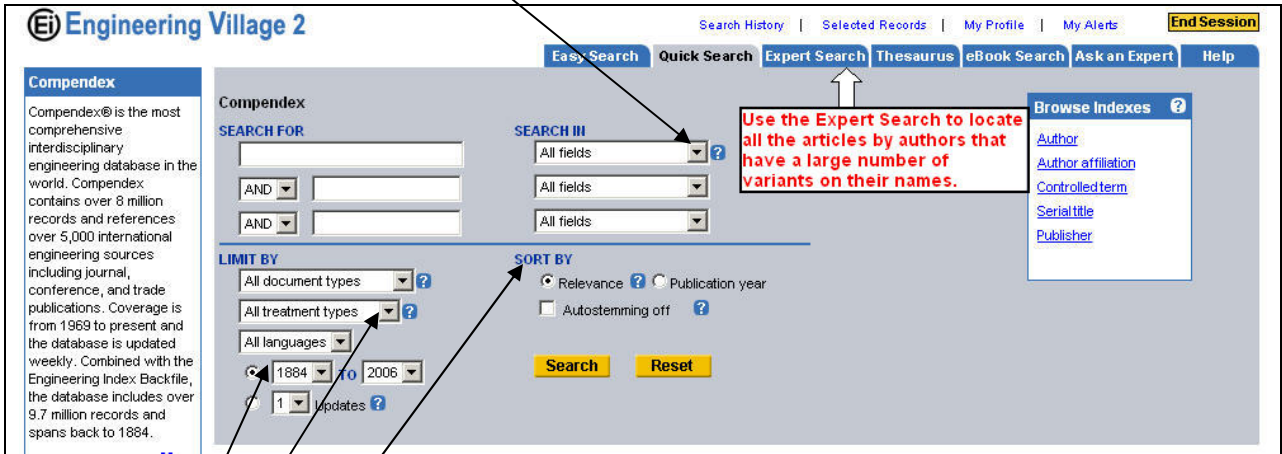 Ei Engineering Village 2
Search History | Selected Records | My Profile | My Alerts End Session
Easy Search Quick Search Expert Search Thesaurus eBook Search Ask an Expert Help
Compendex
Compendex® is the most
comprehensive
interdisciplinary
engineering database in the
world. Compendex
contains over 8 million
records and references
over 5,000 international
engineering sources
including journal,
conference, and trade
publications. Coverage is
from 1969 to present and
the database is updated
weekly. Combined with the
Engineering Index Backfile,
the database includes over
9.7 million records and
spans back to 1884.
Compendex
SEARCH FOR
SEARCH IN
All fields ?
AND All fields
AND All fields
LIMIT BY
All document types ?
All treatment types ?
All languages
1884 TO 2006
1 Updates ?
SORT BY
Relevance ? Publication year
Autostemming off ?
Search Reset
Use the Expert Search to locate
all the articles by authors that
have a large number of
variants on their names.
Browse Indexes ?
Author
Author affiliation
Controlled term
Serial title
Publisher